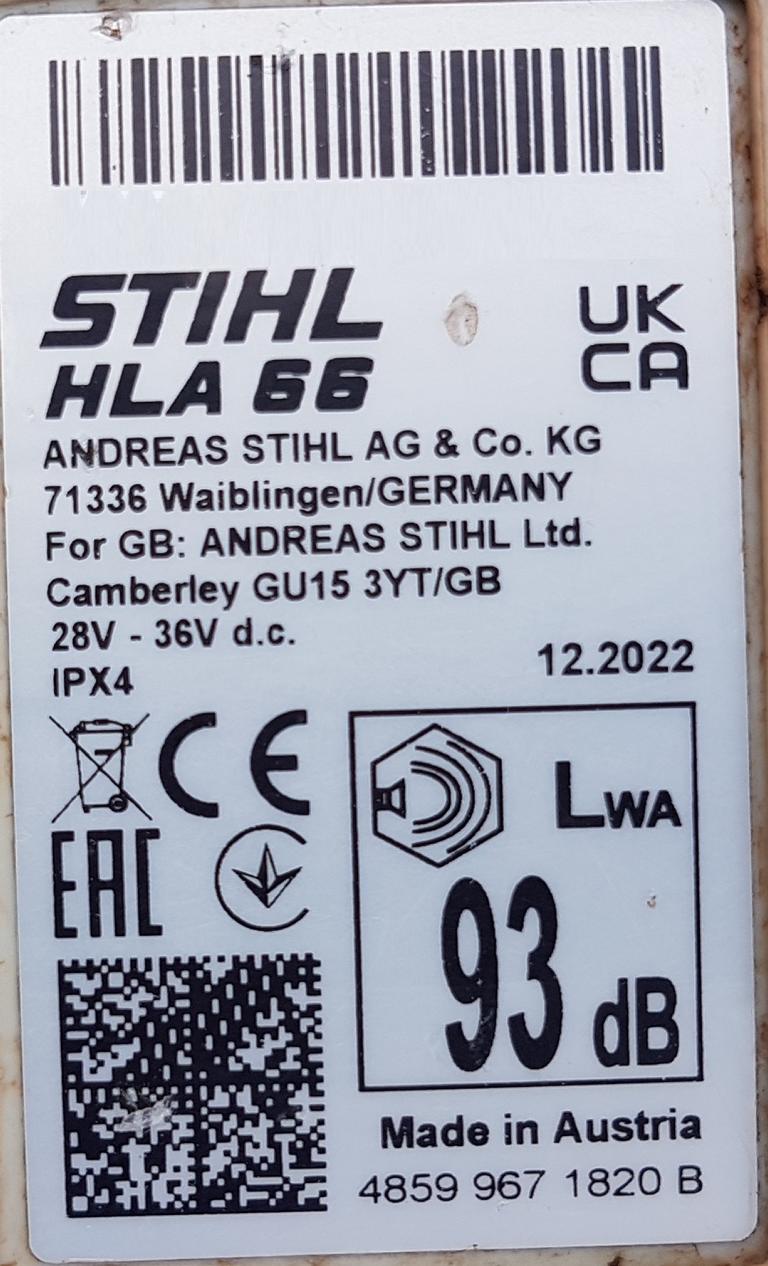 STIHL
HLA 66
UK
CA
ANDREAS STIHL AG & Co. KG
71336 Waiblingen/GERMANY
For GB: ANDREAS STIHL Ltd.
Camberley GU15 3YT/GB
28V - 36V d.c.
IPX4
12.2022
CE
EAC
LWA
93 dB
Made in Austria
4859 967 1820 B